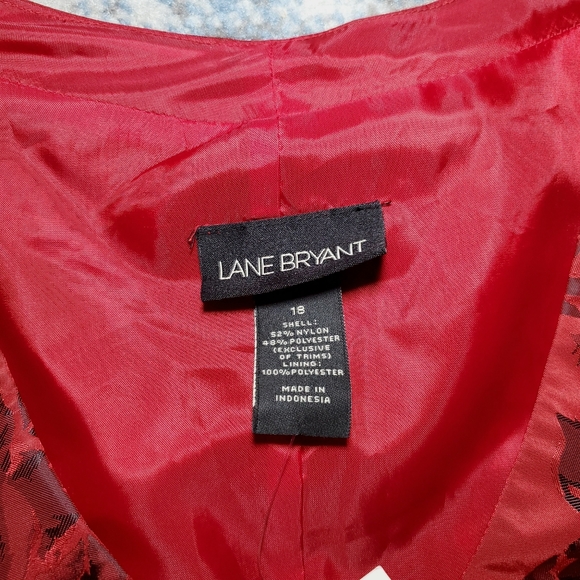 LANE BRYANT
18
SHELL:
52% NYLON
48% POLYESTER
(EXCLUSIVE
OF TRIMS)
LINING:
100% POLYESTER
MADE IN
INDONESIA